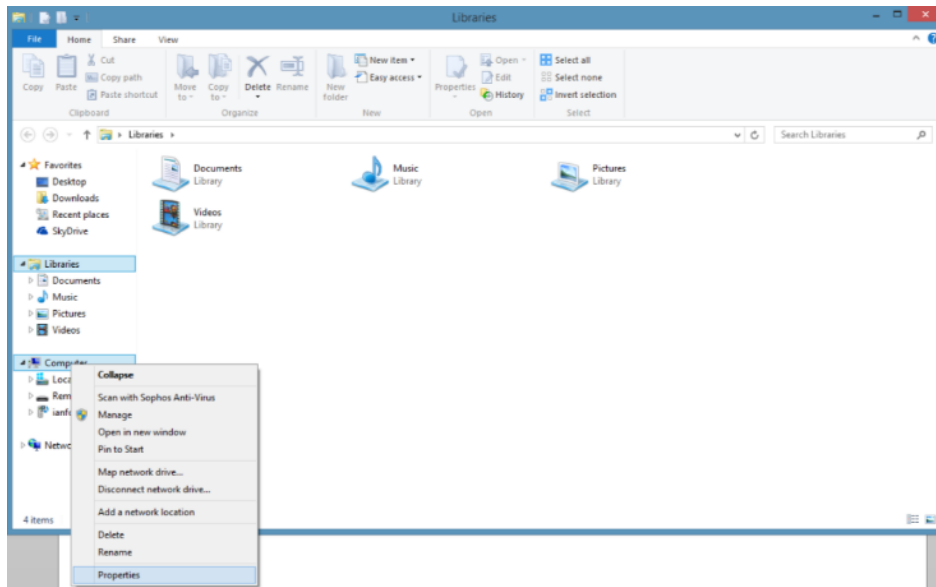 Libraries
File Home Share View
Copy Paste Cut Copy path Paste shortcut Move to Copy to Delete Rename New folder New item Easy access Properties Open Edit History Select all Select none Invert selection
Clipboard Organize New Open Select
Libraries Search Libraries
Favorites
Desktop
Downloads
Recent places
SkyDrive
Libraries
Documents
Music
Pictures
Videos
Computer
Loca
Rem
ianf
Netwo
Documents
Library
Music
Library
Pictures
Library
Videos
Library
Collapse
Scan with Sophos Anti-Virus
Manage
Open in new window
Pin to Start
Map network drive...
Disconnect network drive...
Add a network location
Delete
Rename
Properties
4 items